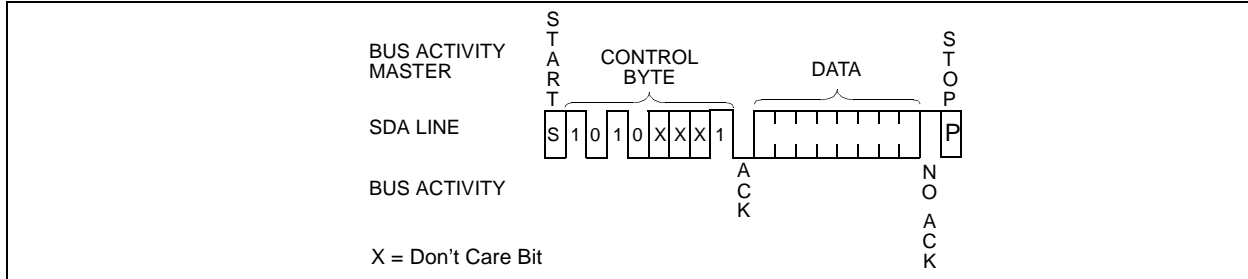 BUS ACTIVITY
MASTER
START
CONTROL
BYTE
DATA
STOP
SDA LINE
S 1 0 1 0 X X X 1
P
BUS ACTIVITY
ACK
NO ACK
X = Don't Care Bit